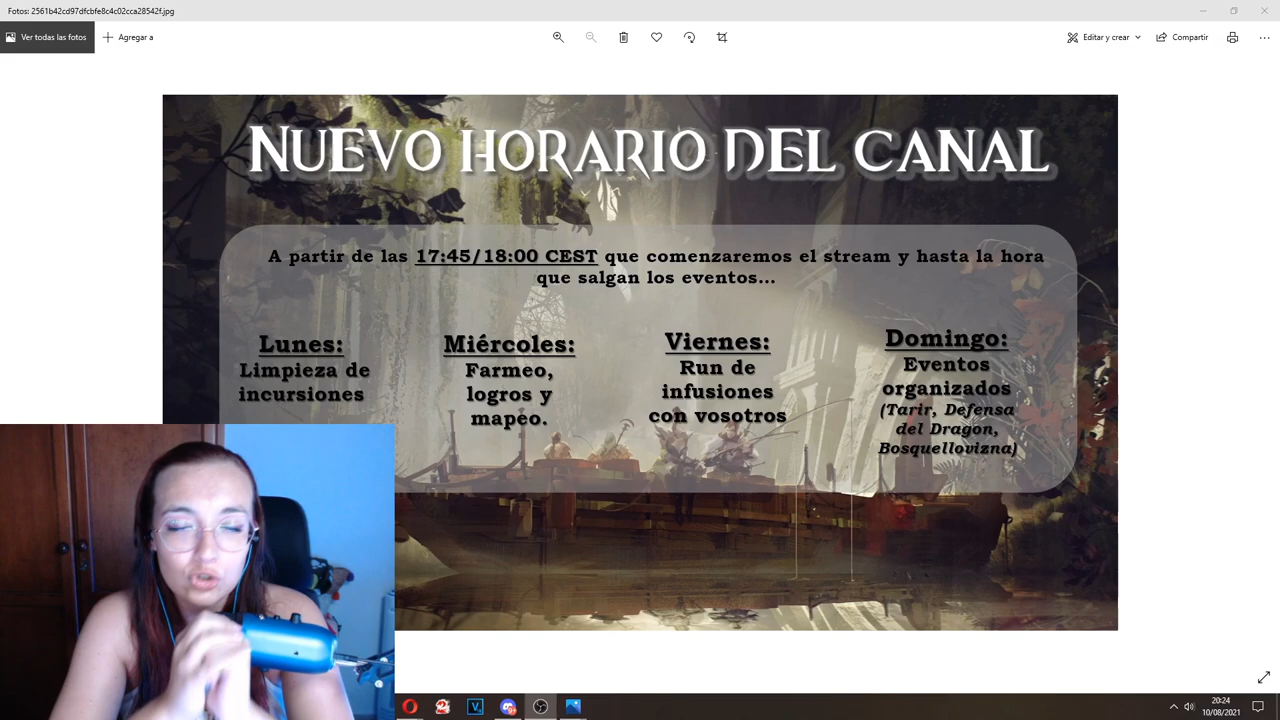 Fotos: 2561b42cd97dfcbfe8c4c02cca28542f.jpg
Ver todas las fotos
Agregar a
Editar y crear
Compartir
NUEVO HORARIO DEL CANAL
A partir de las 17:45/18:00 CEST que comenzaremos el stream y hasta la hora
que salgan los eventos...
Lunes:
Limpieza de
incursiones
Miércoles:
Farmeo,
logros y
mapeo.
Viernes:
Run de
infusiones
con vosotros
Domingo:
Eventos
organizados
(Tarir, Defensa
del Dragon,
Bosquellovizna)
20:24
10/08/2021